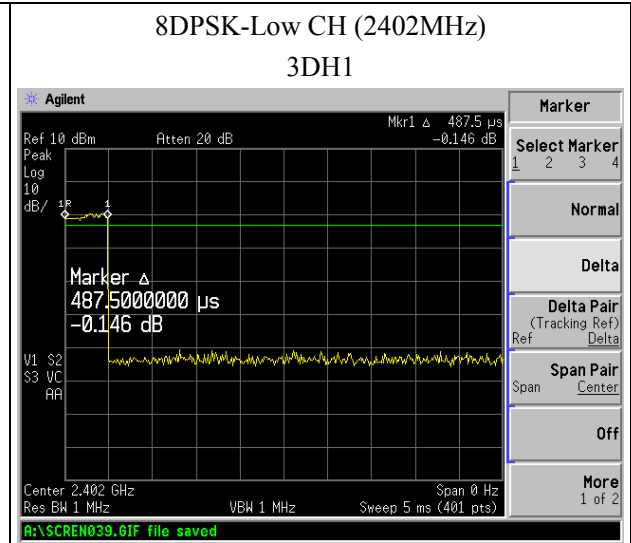 8DPSK-Low CH (2402MHz)
3DH1
Agilent
Marker
Mkr1 Δ 487.5 µs
Ref 10 dBm Atten 20 dB -0.146 dB
Peak
Log
10
dB/
1R 1
Marker Δ
487.5000000 µs
-0.146 dB
V1 S2
S3 VC
AA
Center 2.402 GHz Span 0 Hz
Res BW 1 MHz VBW 1 MHz Sweep 5 ms (401 pts)
A:\SCREN039.GIF file saved
Select Marker
1 2 3 4
Normal
Delta
Delta Pair
(Tracking Ref)
Ref Delta
Span Pair
Span Center
Off
More
1 of 2